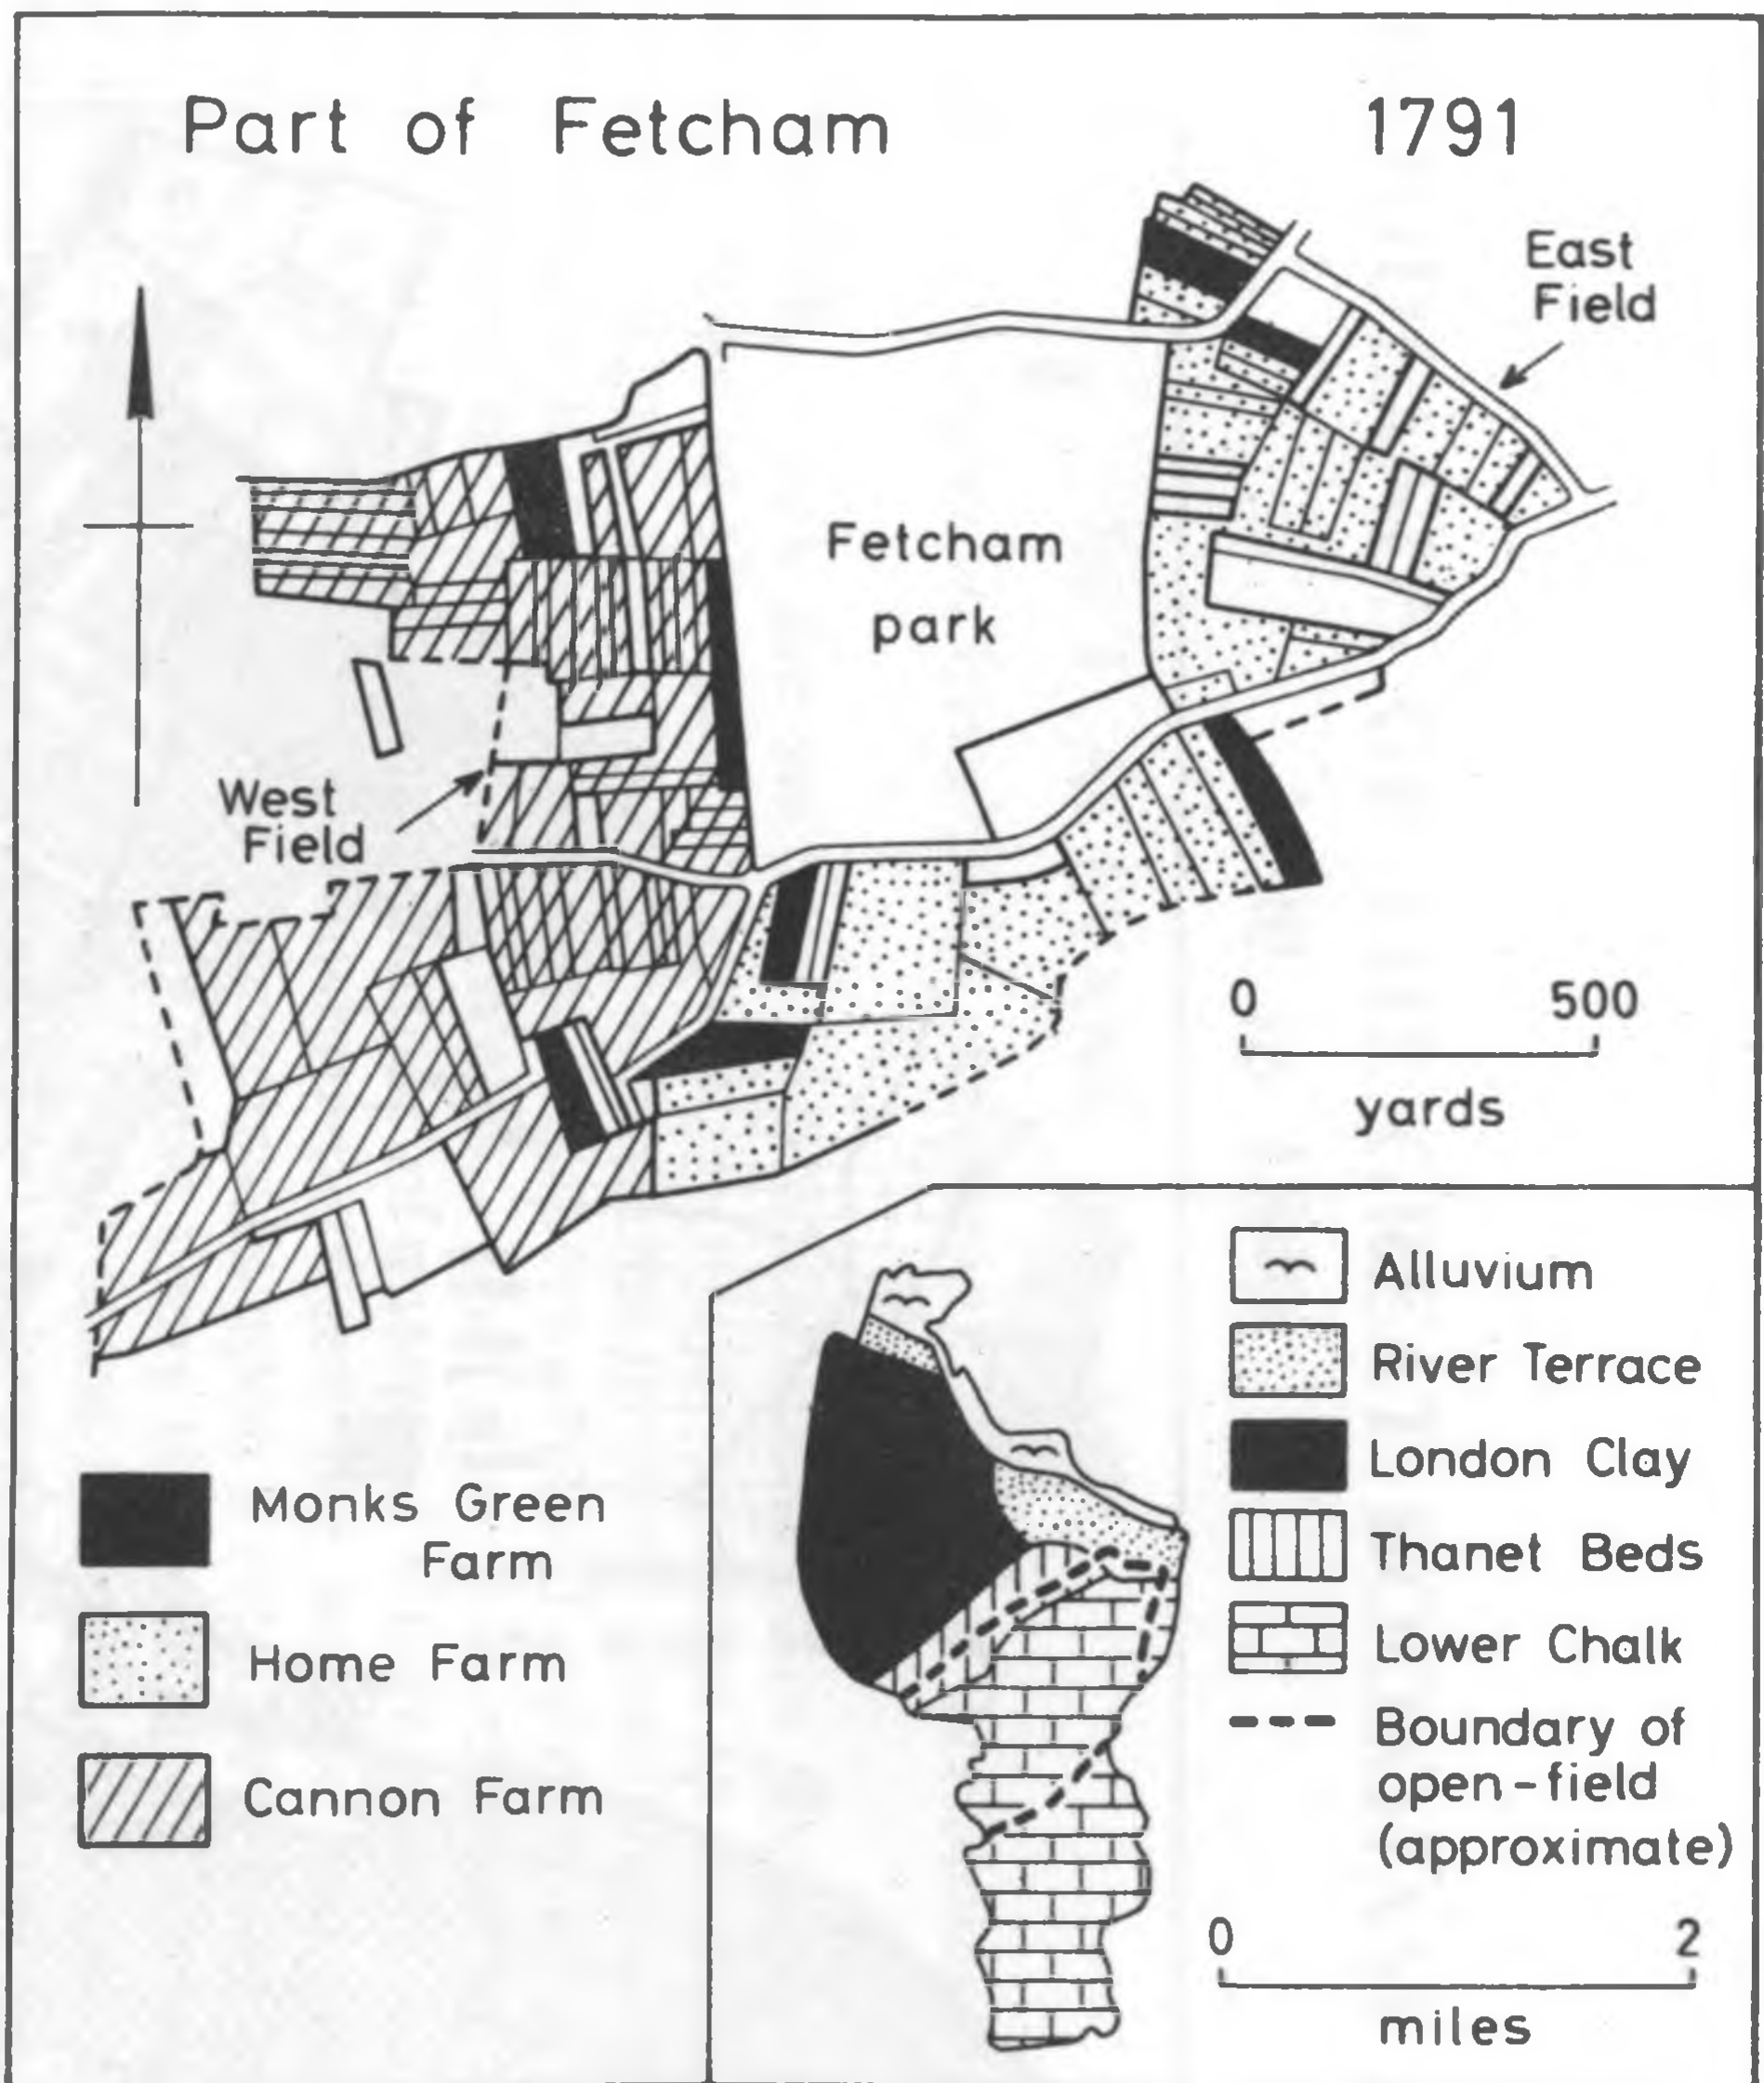 Part of Fetcham 1791
East
Field
Fetcham
park
West
Field
0 500
yards
Monks Green
Farm
Home Farm
Cannon Farm
Alluvium
River Terrace
London Clay
Thanet Beds
Lower Chalk
Boundary of
open-field
(approximate)
0 2
miles